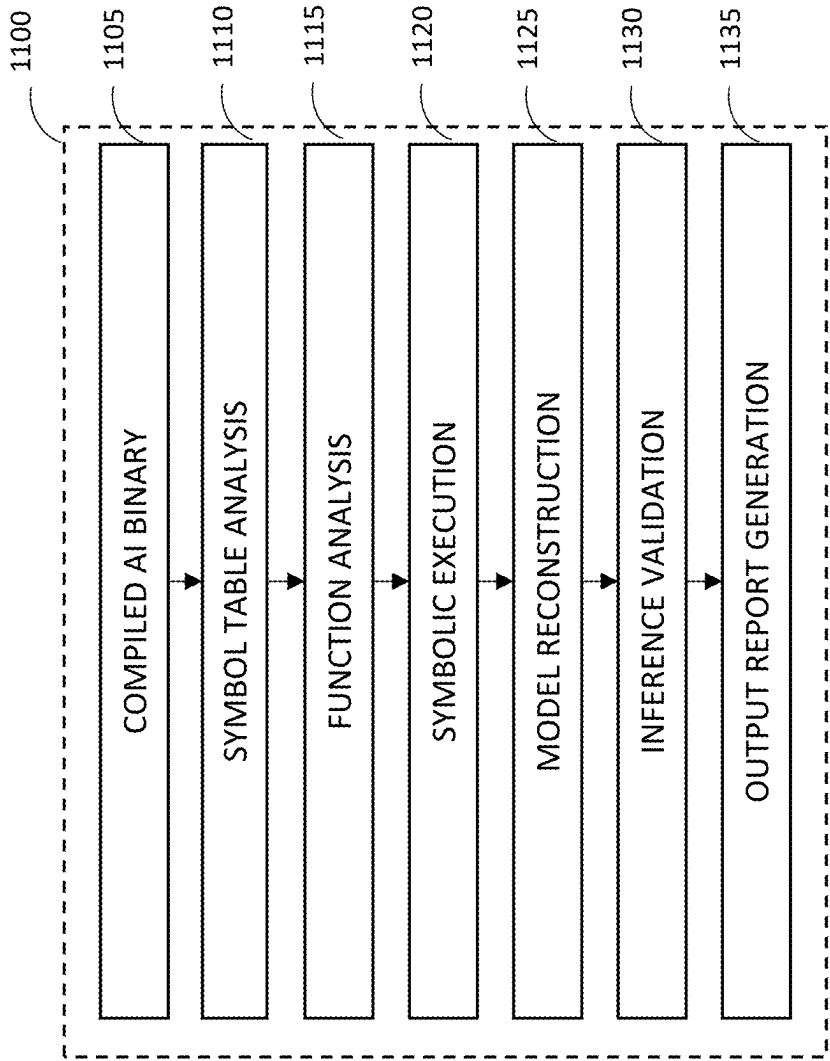 1100
COMPILED AI BINARY
1105
SYMBOL TABLE ANALYSIS
1110
FUNCTION ANALYSIS
1115
SYMBOLIC EXECUTION
1120
MODEL RECONSTRUCTION
1125
INFERENCE VALIDATION
1130
OUTPUT REPORT GENERATION
1135